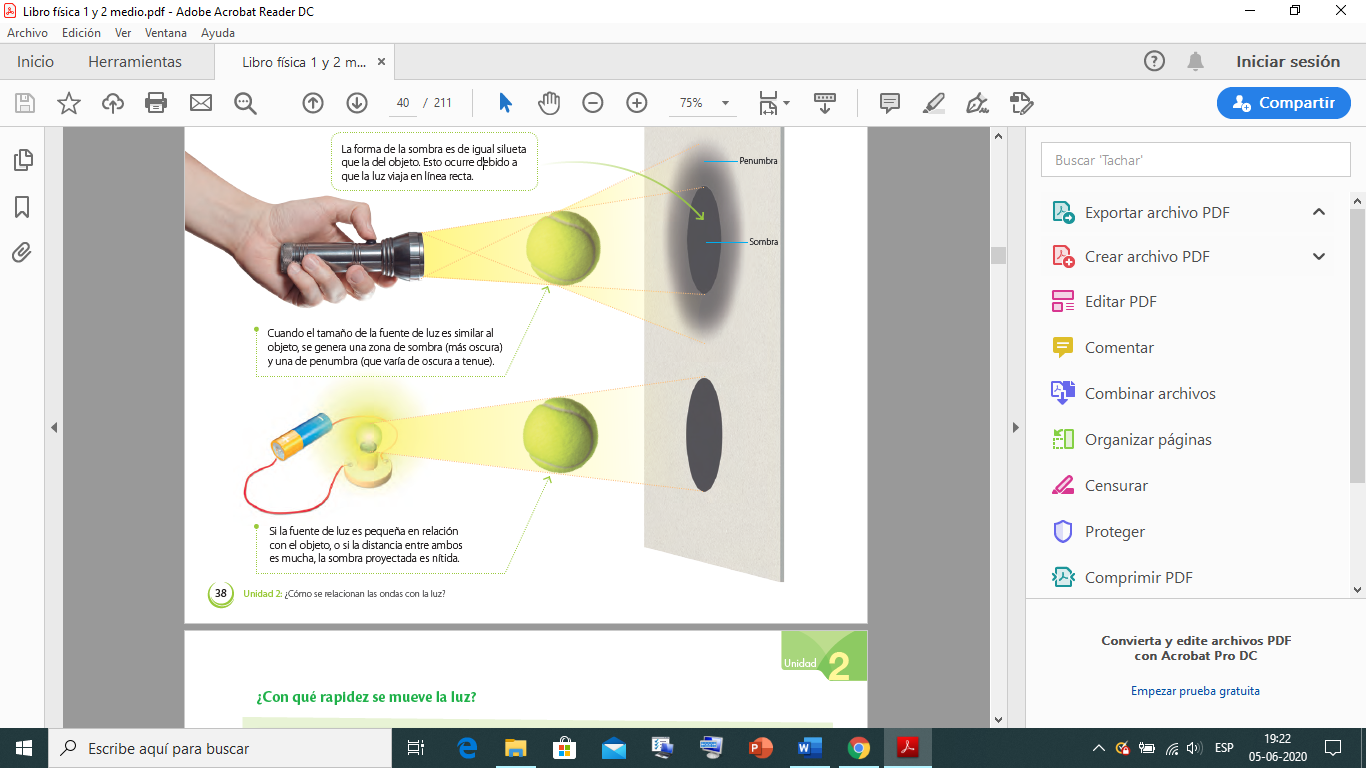 Libro física 1 y 2 medio.pdf - Adobe Acrobat Reader DC
Archivo Edición Ver Ventana Ayuda
Inicio Herramientas Libro física 1 y 2 m... × Iniciar sesión
40 / 211 75% Compartir
La forma de la sombra es de igual silueta
que la del objeto. Esto ocurre debido a
que la luz viaja en línea recta.
Penumbra
Sombra
Cuando el tamaño de la fuente de luz es similar al
objeto, se genera una zona de sombra (más oscura)
y una de penumbra (que varía de oscura a tenue).
Si la fuente de luz es pequeña en relación
con el objeto, o si la distancia entre ambos
es mucha, la sombra proyectada es nítida.
38 Unidad 2: ¿Cómo se relacionan las ondas con la luz?
Unidad 2
¿Con qué rapidez se mueve la luz?
Buscar 'Tachar'
Exportar archivo PDF
Crear archivo PDF
Editar PDF
Comentar
Combinar archivos
Organizar páginas
Censurar
Proteger
Comprimir PDF
Convierta y edite archivos PDF
con Acrobat Pro DC
Empezar prueba gratuita
Escribe aquí para buscar
ESP
19:22
05-06-2020